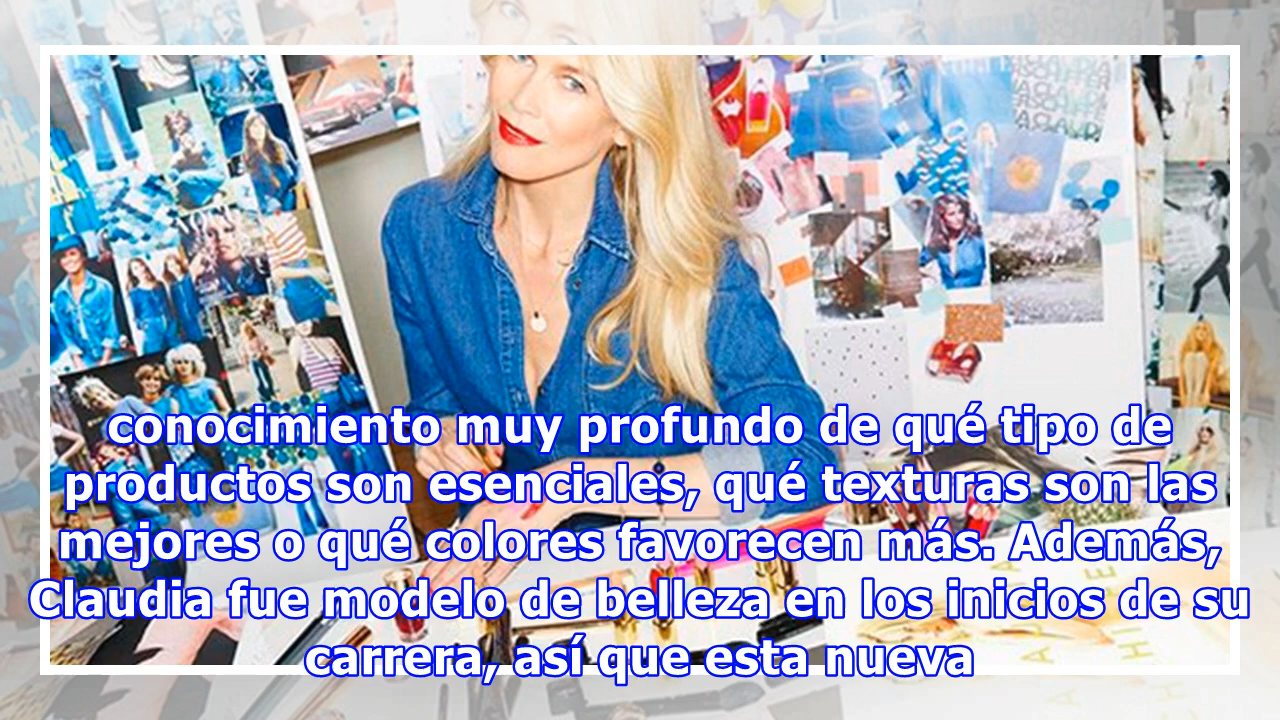 conocimiento muy profundo de qué tipo de
productos son esenciales, qué texturas son las
mejores o qué colores favorecen más. Además,
Claudia fue modelo de belleza en los inicios de su
carrera, así que esta nueva